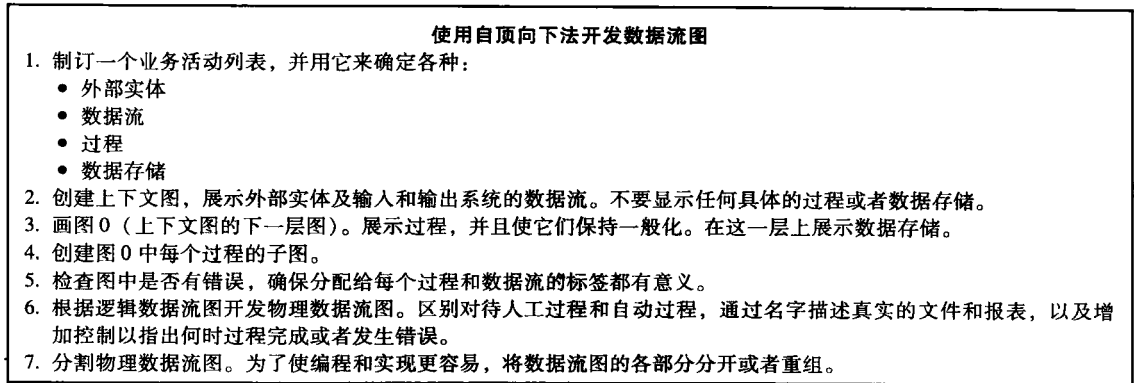 使用自顶向下法开发数据流图
1. 制订一个业务活动列表，并用它来确定各种：
• 外部实体
• 数据流
• 过程
• 数据存储
2. 创建上下文图，展示外部实体及输入和输出系统的数据流。不要显示任何具体的过程或者数据存储。
3. 画图 0（上下文图的下一层图）。展示过程，并且使它们保持一般化。在这一层上展示数据存储。
4. 创建图 0 中每个过程的子图。
5. 检查图中是否有错误，确保分配给每个过程和数据流的标签都有意义。
6. 根据逻辑数据流图开发物理数据流图。区别对待人工过程和自动过程，通过名字描述真实的文件和报表，以及增
加控制以指出何时过程完成或者发生错误。
7. 分割物理数据流图。为了使编程和实现更容易，将数据流图的各部分分开或者重组。